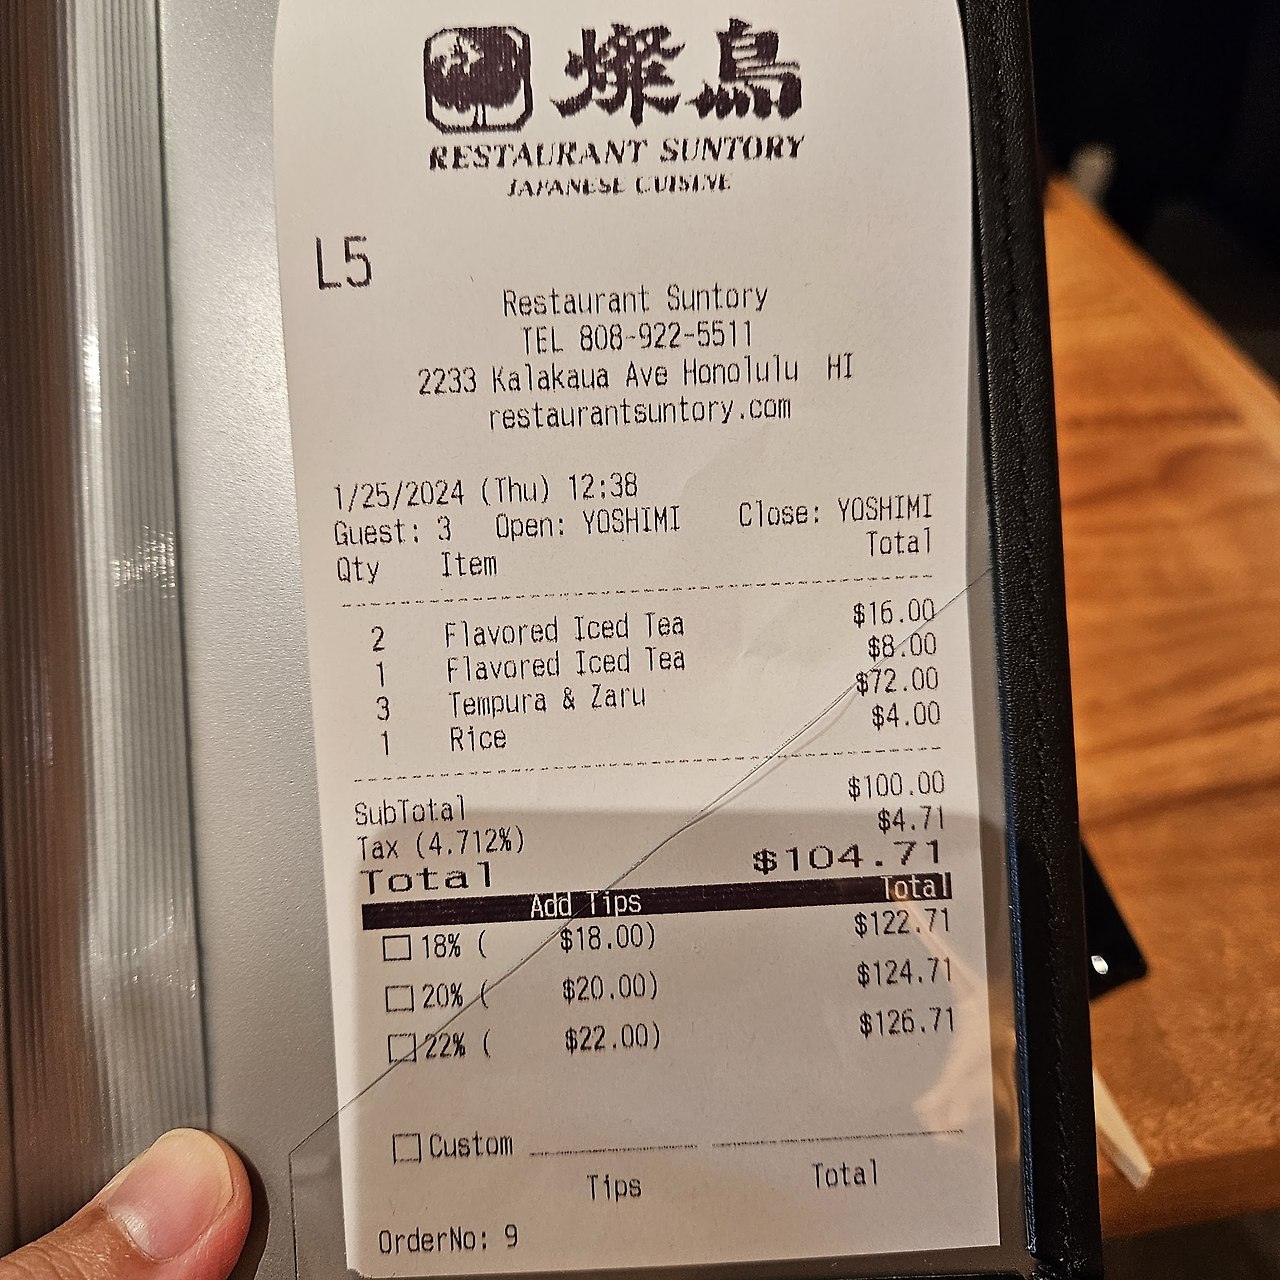 燦鳥
RESTAURANT SUNTORY
JAPANESE CUISINE
L5
Restaurant Suntory
TEL 808-922-5511
2233 Kalakaua Ave Honolulu HI
restaurantsuntory.com
1/25/2024 (Thu) 12:38
Guest: 3 Open: YOSHIMI Close: YOSHIMI
Qty Item Total
2 Flavored Iced Tea $16.00
1 Flavored Iced Tea $8.00
3 Tempura & Zaru $72.00
1 Rice $4.00
SubTotal $100.00
Tax (4.712%) $4.71
Total $104.71
Add Tips Total
18% ( $18.00) $122.71
20% ( $20.00) $124.71
22% ( $22.00) $126.71
Custom
Tips Total
OrderNo: 9